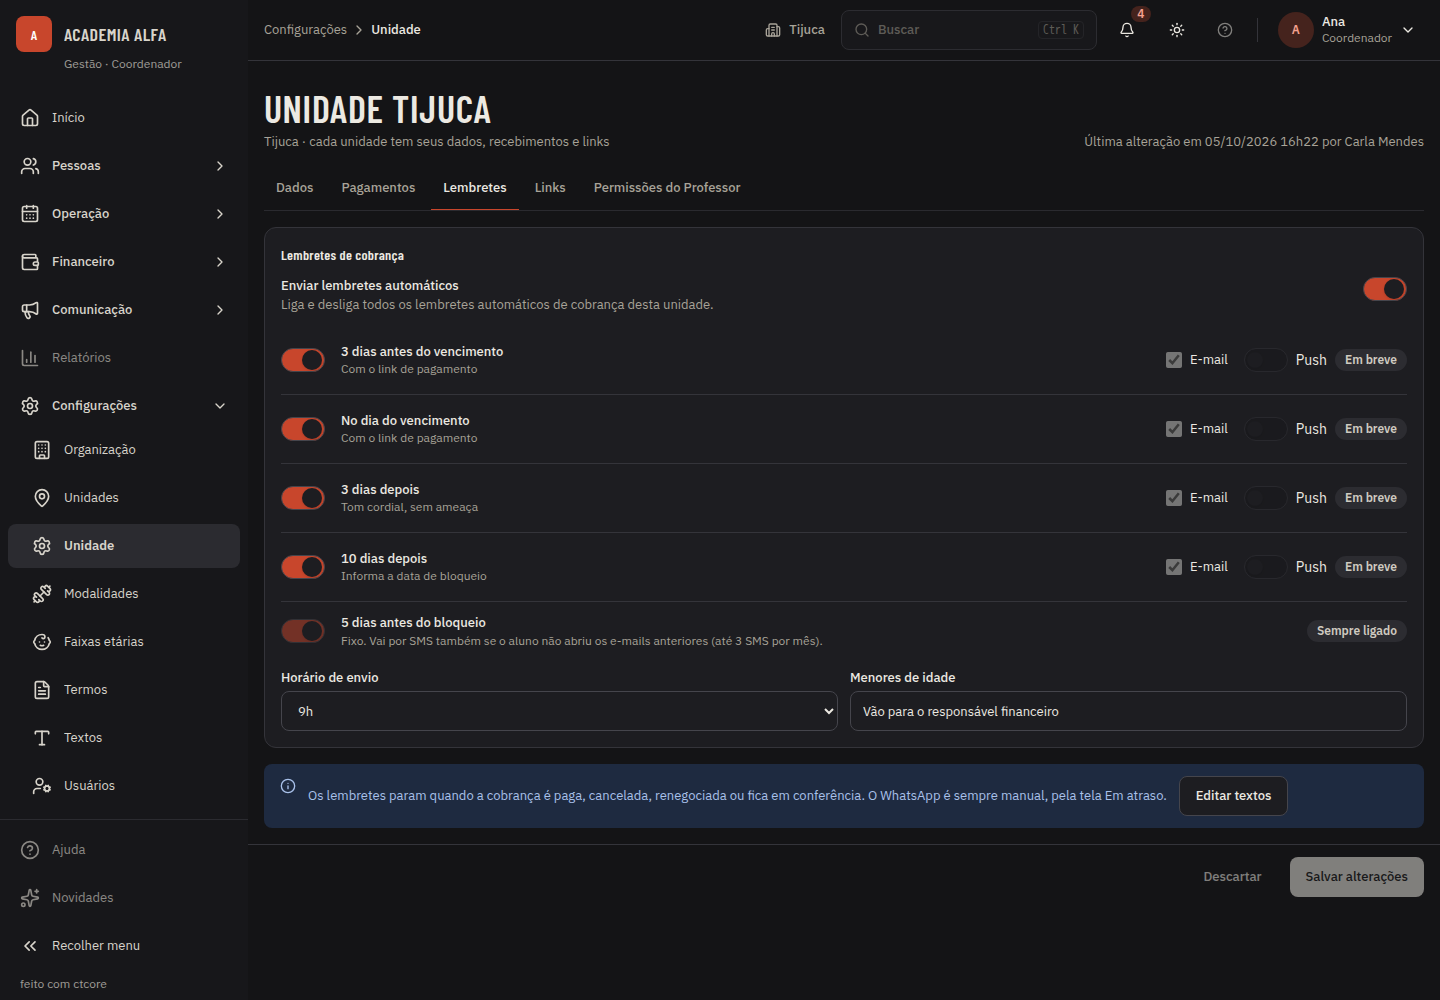 A
ACADEMIA ALFA
Gestão · Coordenador
Início
Pessoas
Operação
Financeiro
Comunicação
Relatórios
Configurações
Organização
Unidades
Unidade
Modalidades
Faixas etárias
Termos
Textos
Usuários
Ajuda
Novidades
Recolher menu
feito com ctcore
Configurações
Unidade
Tijuca
Buscar
Ctrl K
4
A
Ana
Coordenador
UNIDADE TIJUCA
Tijuca · cada unidade tem seus dados, recebimentos e links
Última alteração em 05/10/2026 16h22 por Carla Mendes
Dados
Pagamentos
Lembretes
Links
Permissões do Professor
Lembretes de cobrança
Enviar lembretes automáticos
Liga e desliga todos os lembretes automáticos de cobrança desta unidade.
3 dias antes do vencimento
Com o link de pagamento
E-mail
Push
Em breve
No dia do vencimento
Com o link de pagamento
E-mail
Push
Em breve
3 dias depois
Tom cordial, sem ameaça
E-mail
Push
Em breve
10 dias depois
Informa a data de bloqueio
E-mail
Push
Em breve
5 dias antes do bloqueio
Fixo. Vai por SMS também se o aluno não abriu os e-mails anteriores (até 3 SMS por mês).
Sempre ligado
Horário de envio
9h
Menores de idade
Vão para o responsável financeiro
Os lembretes param quando a cobrança é paga, cancelada, renegociada ou fica em conferência. O WhatsApp é sempre manual, pela tela Em atraso.
Editar textos
Descartar
Salvar alterações